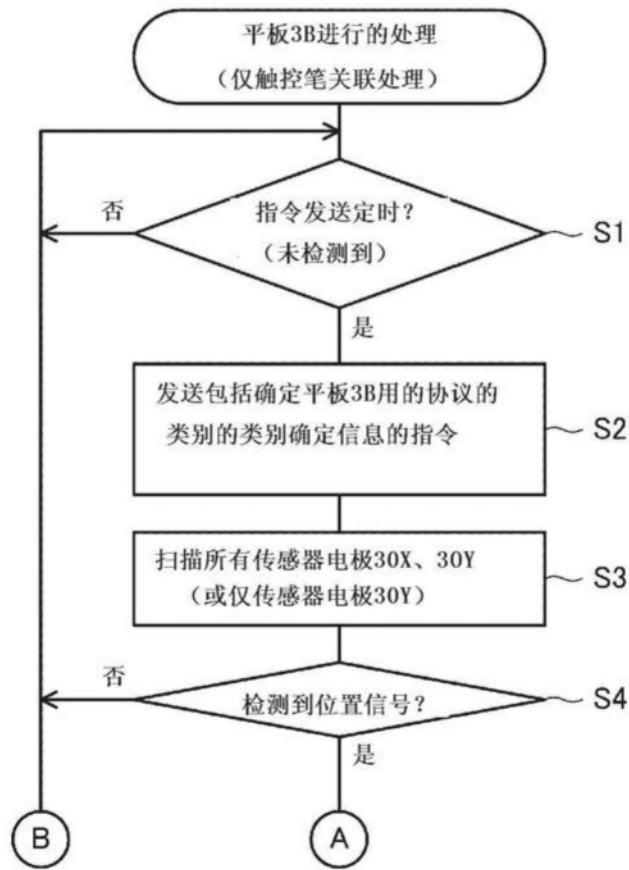 平板3B进行的处理
（仅触控笔关联处理）
否
指令发送定时？
（未检测到）
S1
是
发送包括确定平板3B用的协议的
类别的类别确定信息的指令
S2
扫描所有传感器电极30X、30Y
（或仅传感器电极30Y）
S3
否
检测到位置信号？
S4
是
B
A